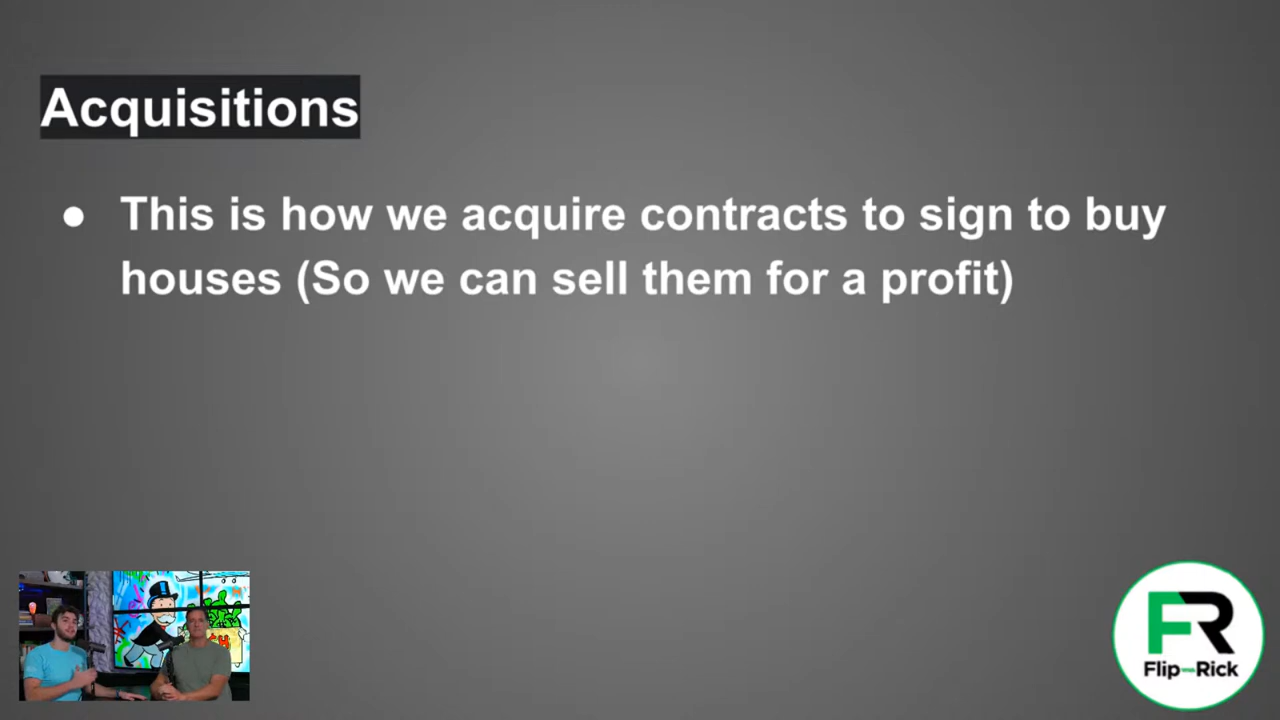 Acquisitions
● This is how we acquire contracts to sign to buy
houses (So we can sell them for a profit)
FR
Flip with Rick